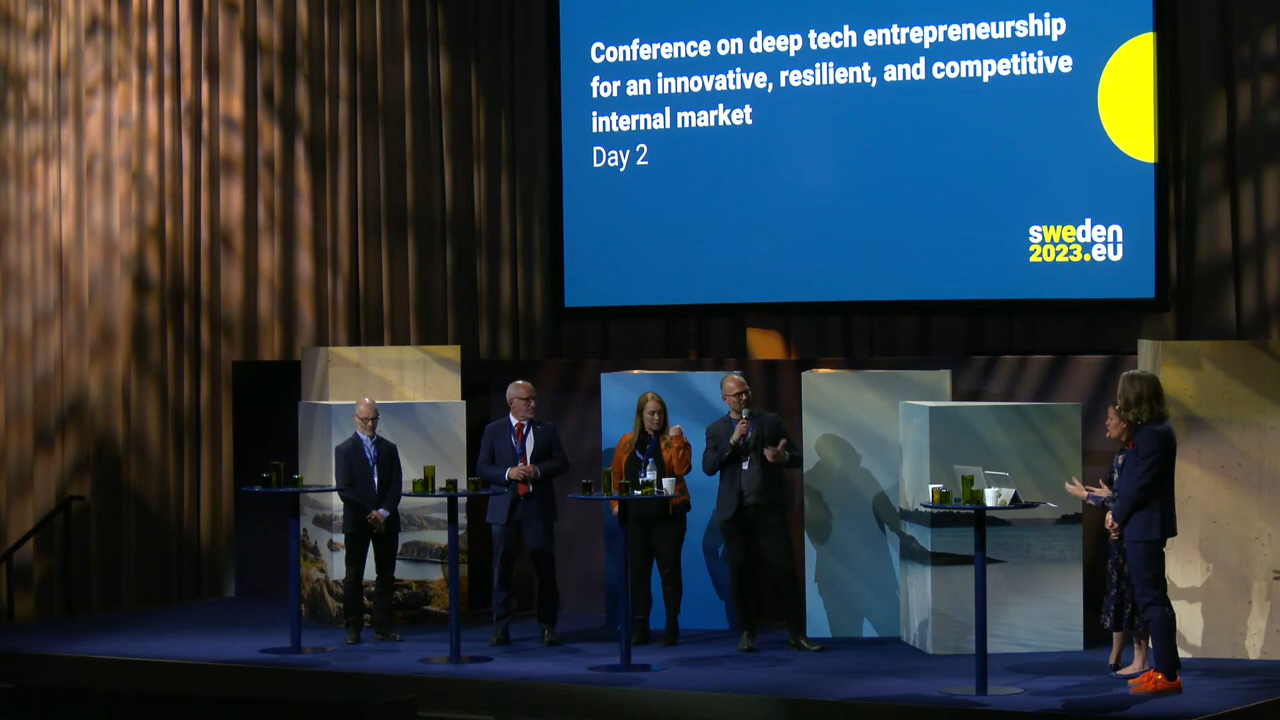 Conference on deep tech entrepreneurship
for an innovative, resilient, and competitive
internal market
Day 2
sweden
2023.eu